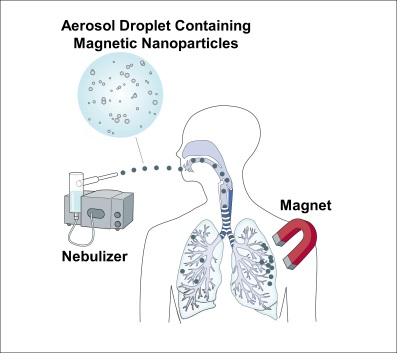 Aerosol Droplet Containing
Magnetic Nanoparticles
Magnet
Nebulizer